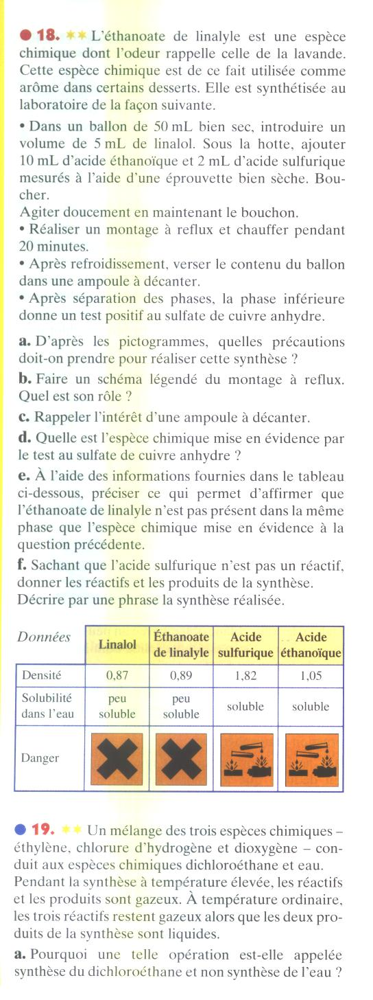 18. ** L'éthanoate de linalyle est une espèce
chimique dont l'odeur rappelle celle de la lavande.
Cette espèce chimique est de ce fait utilisée comme
arôme dans certains desserts. Elle est synthétisée au
laboratoire de la façon suivante.
• Dans un ballon de 50 mL bien sec, introduire un
volume de 5 mL de linalol. Sous la hotte, ajouter
10 mL d'acide éthanoïque et 2 mL d'acide sulfurique
mesurés à l'aide d'une éprouvette bien sèche. Bou-
cher.
Agiter doucement en maintenant le bouchon.
• Réaliser un montage à reflux et chauffer pendant
20 minutes.
• Après refroidissement, verser le contenu du ballon
dans une ampoule à décanter.
• Après séparation des phases, la phase inférieure
donne un test positif au sulfate de cuivre anhydre.
a. D'après les pictogrammes, quelles précautions
doit-on prendre pour réaliser cette synthèse ?
b. Faire un schéma légendé du montage à reflux.
Quel est son rôle ?
c. Rappeler l'intérêt d'une ampoule à décanter.
d. Quelle est l'espèce chimique mise en évidence par
le test au sulfate de cuivre anhydre ?
e. À l'aide des informations fournies dans le tableau
ci-dessous, préciser ce qui permet d'affirmer que
l'éthanoate de linalyle n'est pas présent dans la même
phase que l'espèce chimique mise en évidence à la
question précédente.
f. Sachant que l'acide sulfurique n'est pas un réactif,
donner les réactifs et les produits de la synthèse.
Décrire par une phrase la synthèse réalisée.
Données Linalol Éthanoate de linalyle Acide sulfurique Acide éthanoïque
Densité 0,87 0,89 1,82 1,05
Solubilité dans l'eau peu soluble peu soluble soluble soluble
Danger
19. ** Un mélange des trois espèces chimiques –
éthylène, chlorure d'hydrogène et dioxygène – con-
duit aux espèces chimiques dichloroéthane et eau.
Pendant la synthèse à température élevée, les réactifs
et les produits sont gazeux. À température ordinaire,
les trois réactifs restent gazeux alors que les deux pro-
duits de la synthèse sont liquides.
a. Pourquoi une telle opération est-elle appelée
synthèse du dichloroéthane et non synthèse de l'eau ?